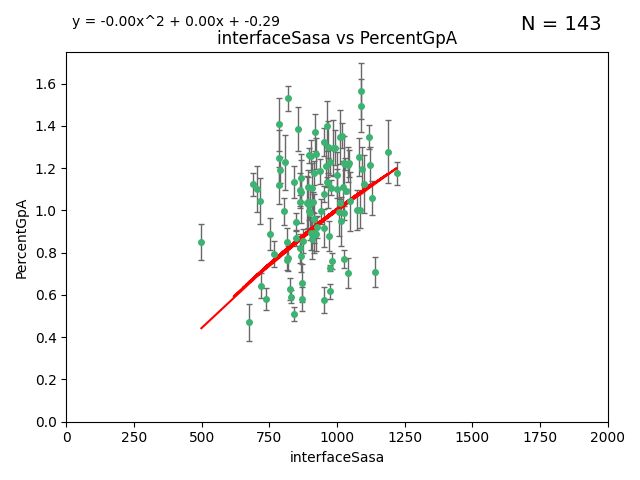 y = -0.00x^2 + 0.00x + -0.29
N = 143
interfaceSasa vs PercentGpA
PercentGpA
1.6
1.4
1.2
1.0
0.8
0.6
0.4
0.2
0.0
0 250 500 750 1000 1250 1500 1750 2000
interfaceSasa